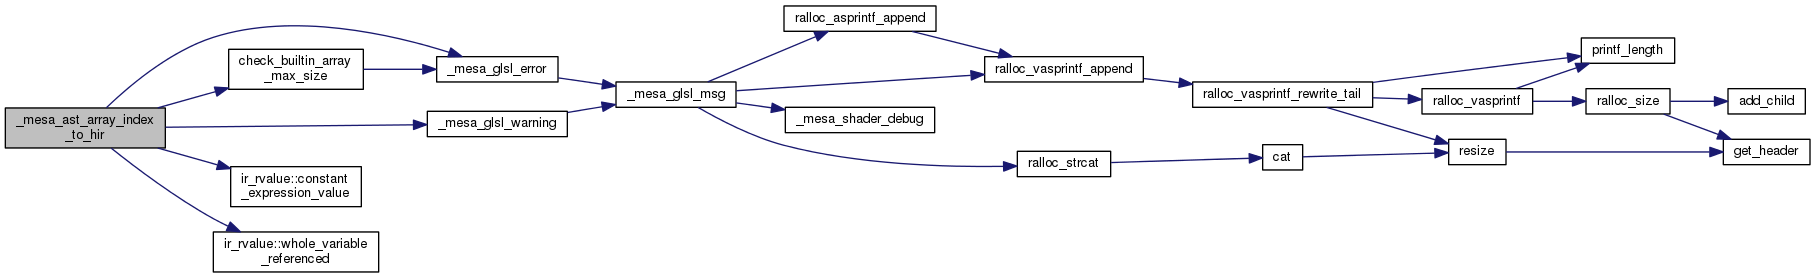 _mesa_ast_array_index
_to_hir
check_builtin_array
_max_size
_mesa_glsl_error
_mesa_glsl_warning
ir_rvalue::constant
_expression_value
ir_rvalue::whole_variable
_referenced
_mesa_glsl_msg
ralloc_asprintf_append
ralloc_vasprintf_append
_mesa_shader_debug
ralloc_strcat
cat
ralloc_vasprintf_rewrite_tail
printf_length
ralloc_vasprintf
resize
ralloc_size
add_child
get_header